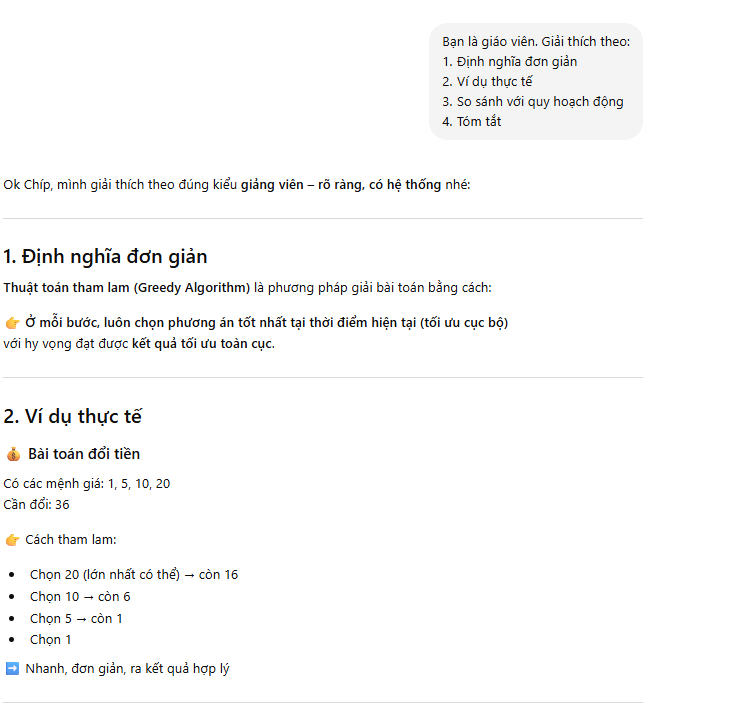 Bạn là giáo viên. Giải thích theo:
1. Định nghĩa đơn giản
2. Ví dụ thực tế
3. So sánh với quy hoạch động
4. Tóm tắt
Ok Chíp, mình giải thích theo đúng kiểu giảng viên – rõ ràng, có hệ thống nhé:
1. Định nghĩa đơn giản
Thuật toán tham lam (Greedy Algorithm) là phương pháp giải bài toán bằng cách:
👉 Ở mỗi bước, luôn chọn phương án tốt nhất tại thời điểm hiện tại (tối ưu cục bộ)
với hy vọng đạt được kết quả tối ưu toàn cục.
2. Ví dụ thực tế
💰 Bài toán đổi tiền
Có các mệnh giá: 1, 5, 10, 20
Cần đổi: 36
👉 Cách tham lam:
• Chọn 20 (lớn nhất có thể) → còn 16
• Chọn 10 → còn 6
• Chọn 5 → còn 1
• Chọn 1
➡️ Nhanh, đơn giản, ra kết quả hợp lý